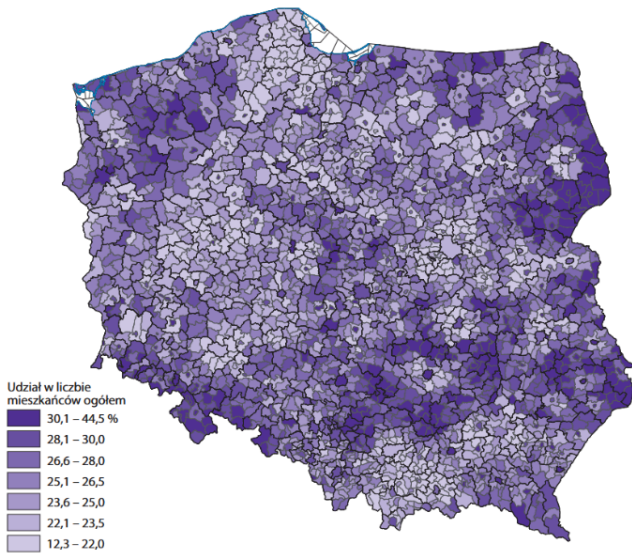 Udział w liczbie
mieszkańców ogółem
30,1 – 44,5 %
28,1 – 30,0
26,6 – 28,0
25,1 – 26,5
23,6 – 25,0
22,1 – 23,5
12,3 – 22,0